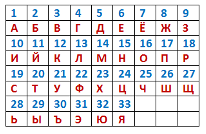 1 2 3 4 5 6 7 8 9
А Б В Г Д Е Ё Ж З
10 11 12 13 14 15 16 17 18
И Й К Л М Н О П Р
19 20 21 22 23 24 25 26 27
С Т У Ф Х Ц Ч Ш Щ
28 29 30 31 32 33
Ь Ы Ъ Э Ю Я